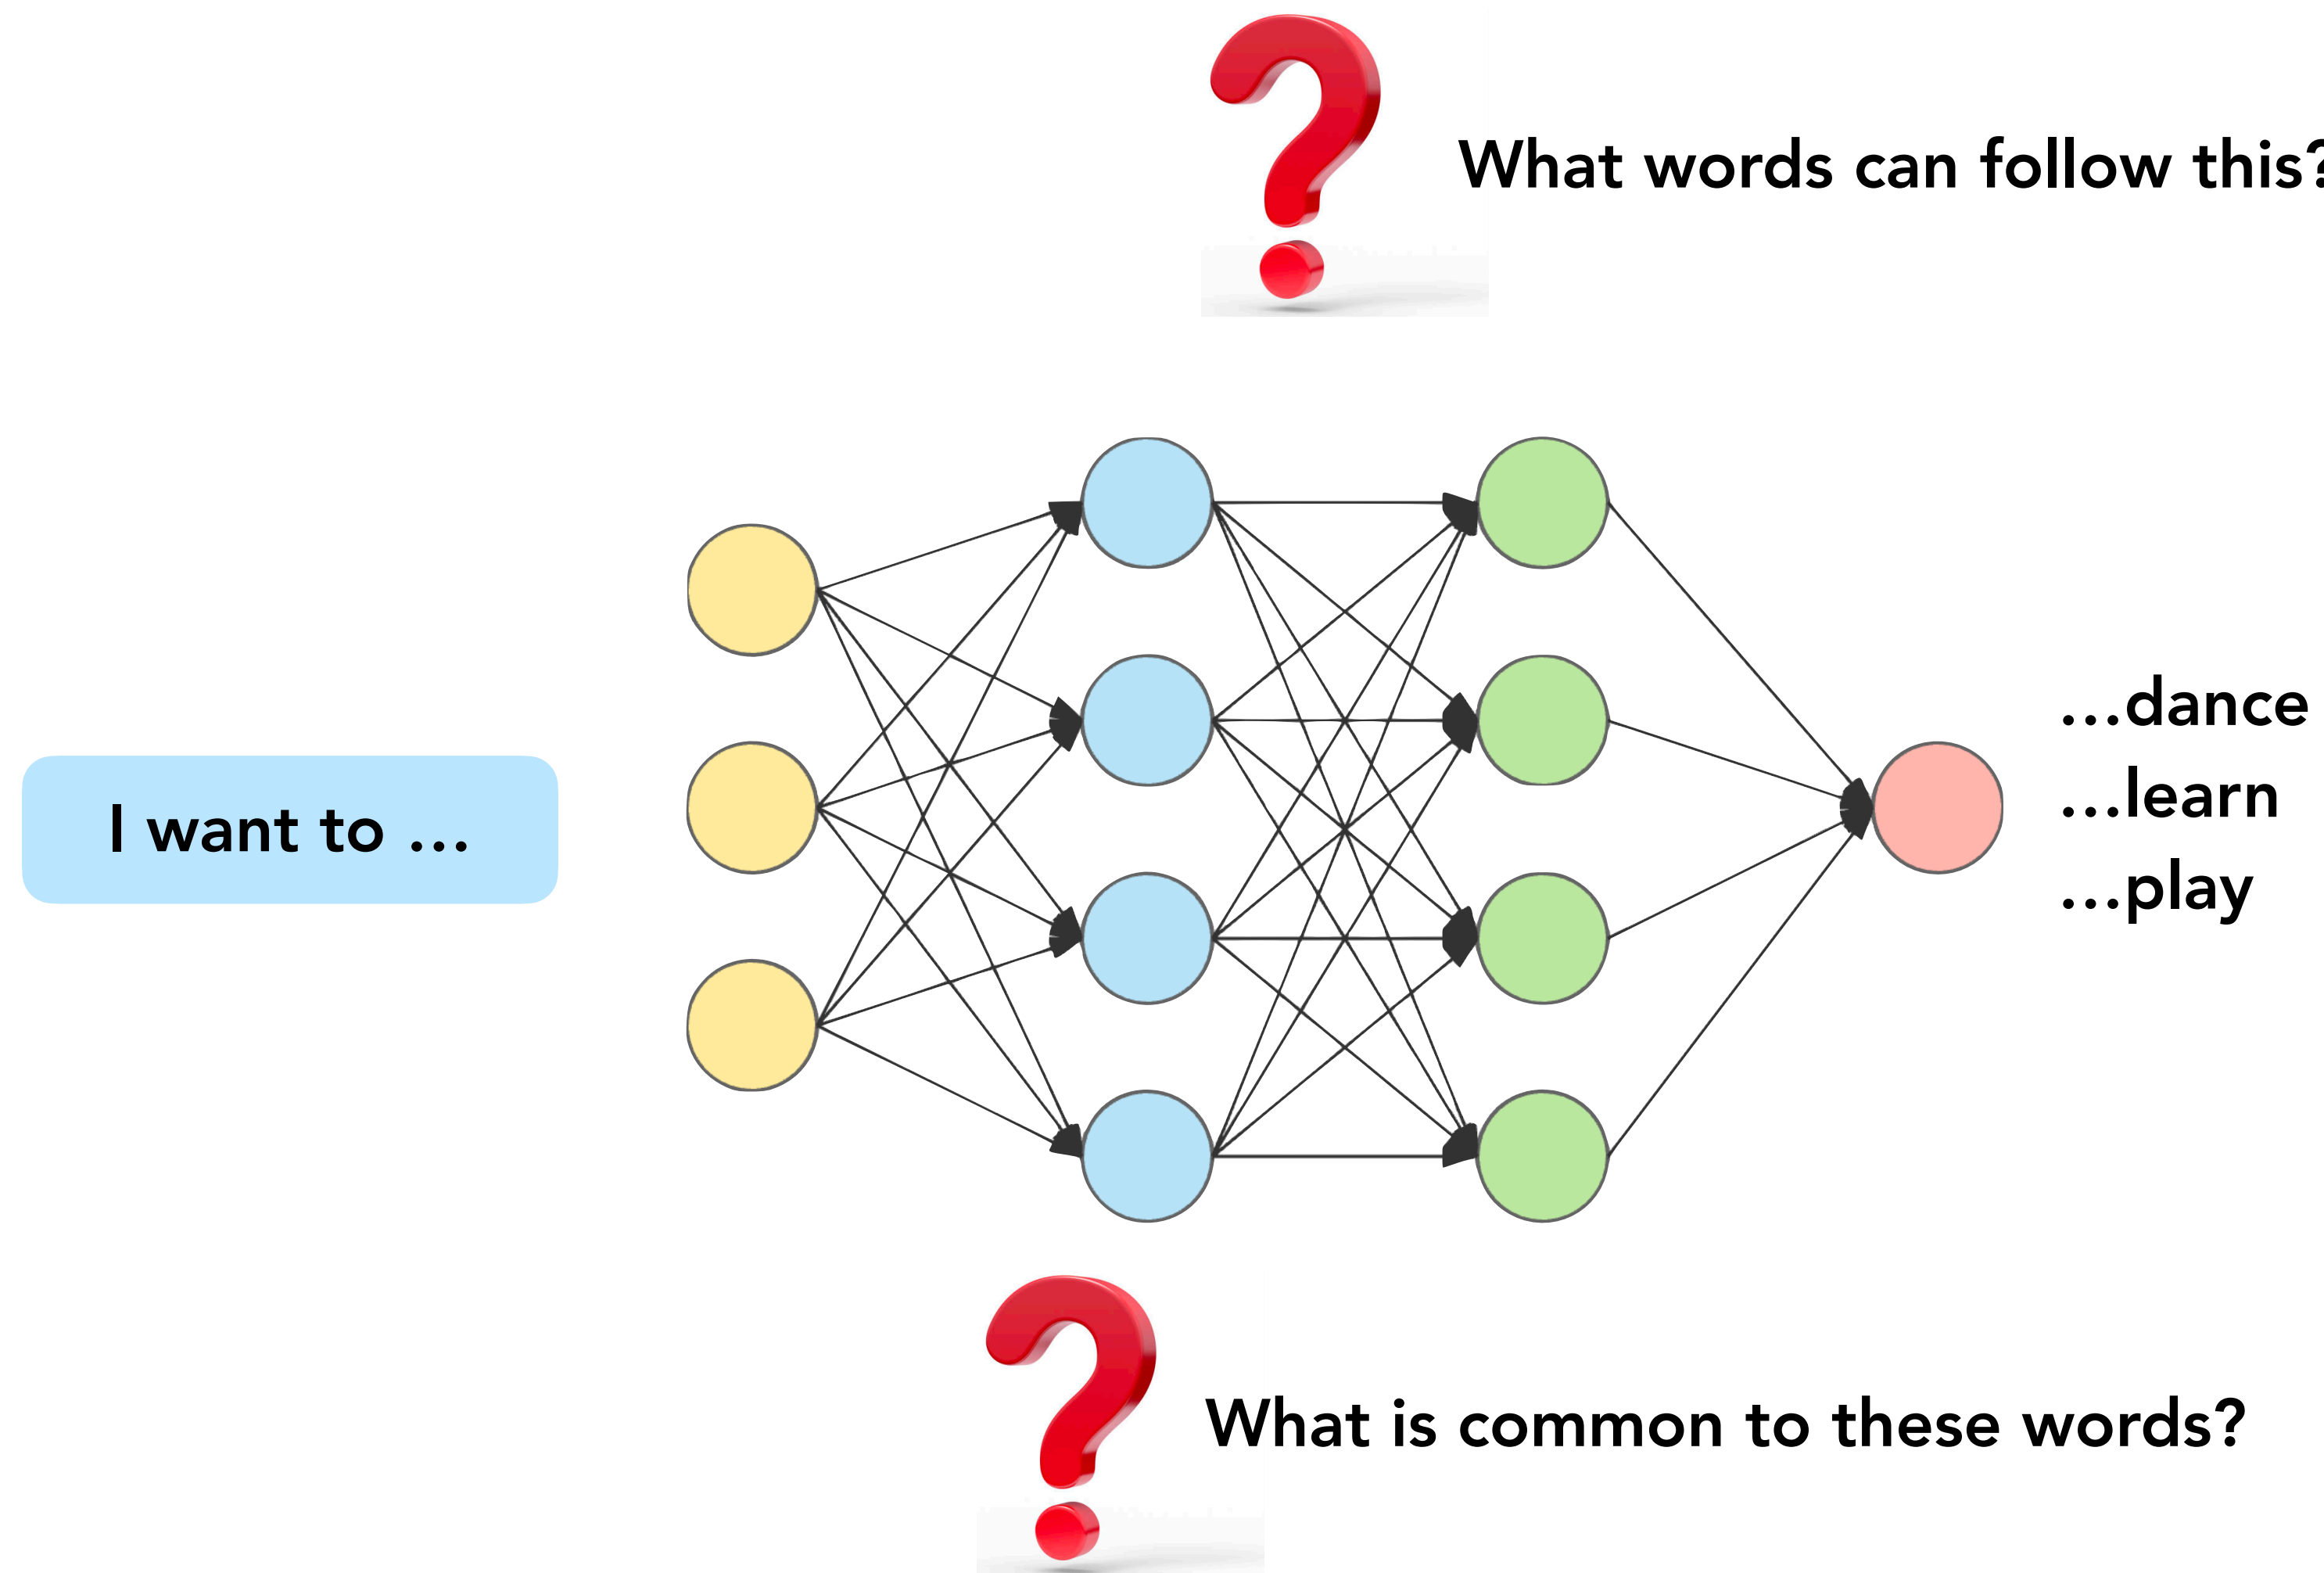 What words can follow this?
I want to ...
...dance
...learn
...play
What is common to these words?